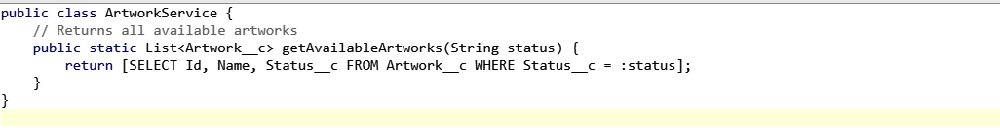 public class ArtworkService {
    // Returns all available artworks
    public static List<Artwork__c> getAvailableArtworks(String status) {
        return [SELECT Id, Name, Status__c FROM Artwork__c WHERE Status__c = :status];
    }
}